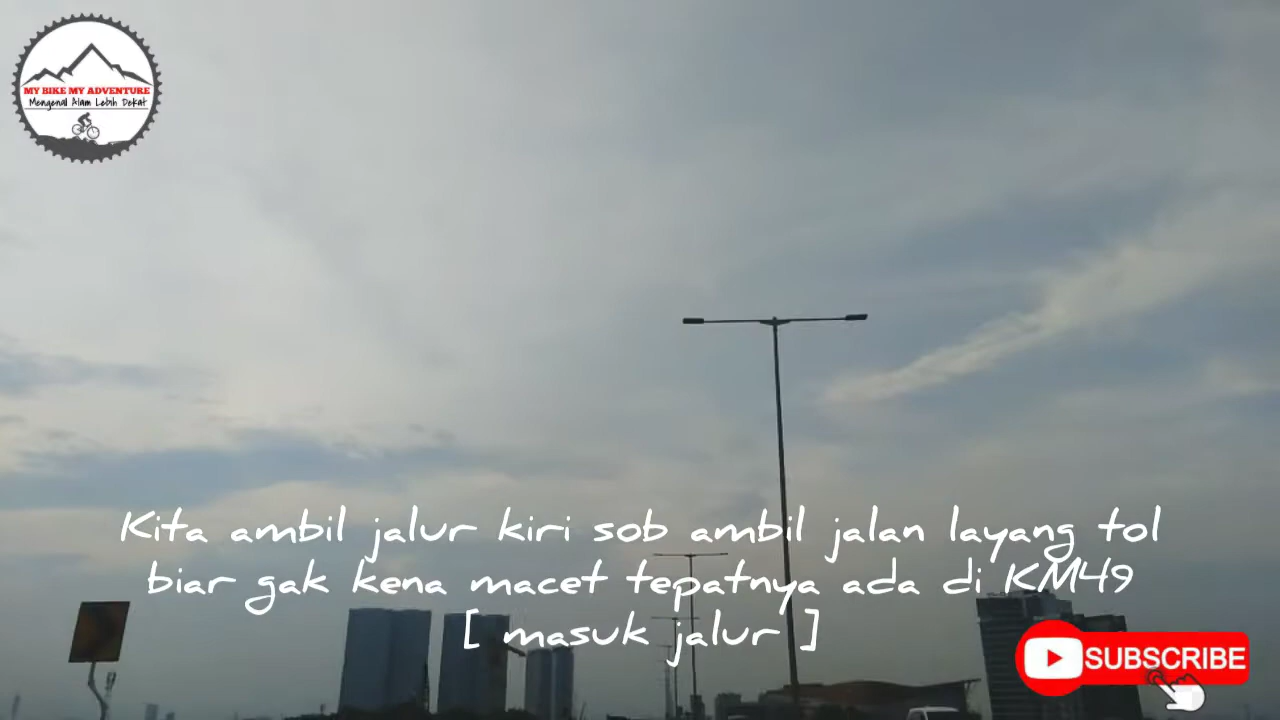 MY BIKE MY ADVENTURE
Mengenal Alam Lebih Dekat
Kita ambil jalur kiri sob ambil jalan layang tol
biar gak kena macet tepatnya ada di KM49
[ masuk jalur ]
SUBSCRIBE